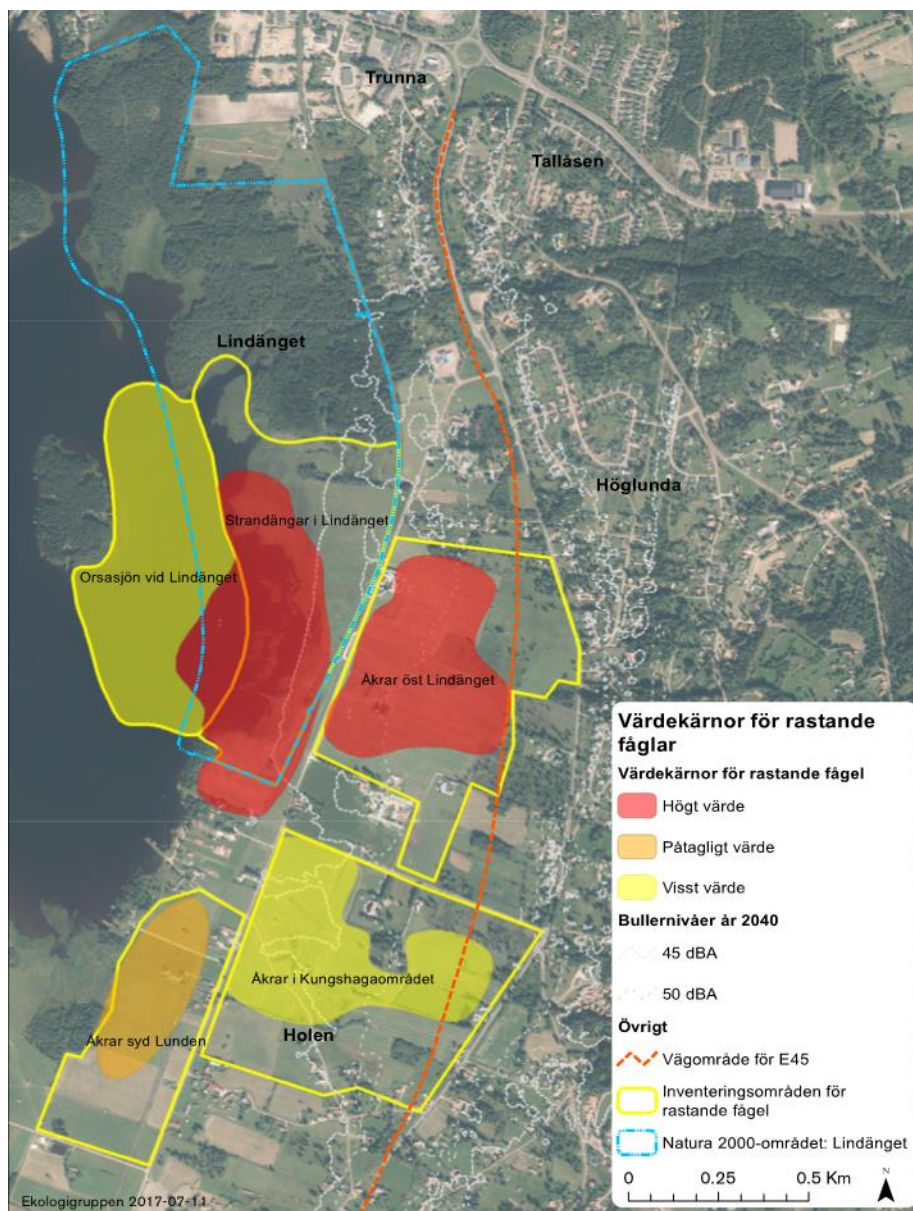 Trunna
Tallåsen
Lindänget
Höglunda
Strandängar i Lindänget
Orsasjön vid Lindänget
Åkrar öst Lindänget
Åkrar i Kungshagaområdet
Åkrar syd Lunden
Holen
Värdekärnor för rastande
fåglar
Värdekärnor för rastande fågel
Högt värde
Påtagligt värde
Visst värde
Bullernivåer år 2040
45 dBA
50 dBA
Övrigt
Vägområde för E45
Inventeringsområden för
rastande fågel
Natura 2000-området: Lindänget
0 0.25 0.5 Km
N
Ekologigruppen 2017-07-11